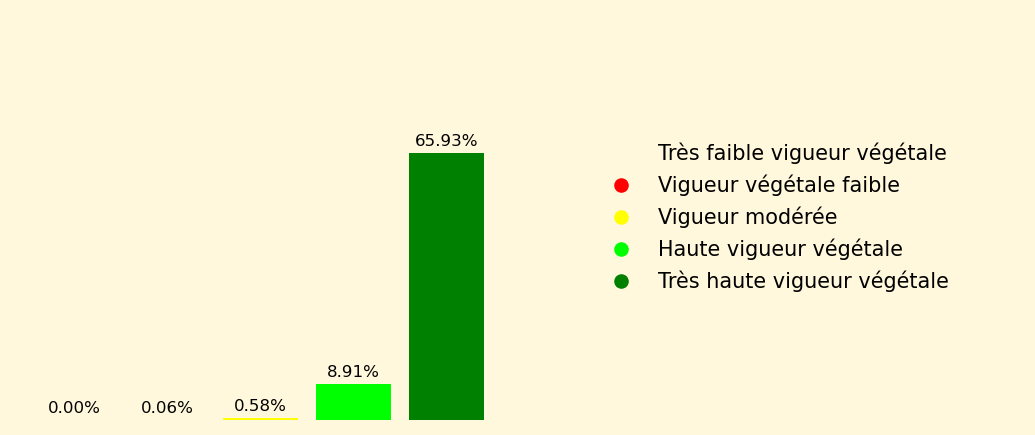 65.93%
8.91%
0.58%
0.06%
0.00%
Très faible vigueur végétale
Vigueur végétale faible
Vigueur modérée
Haute vigueur végétale
Très haute vigueur végétale